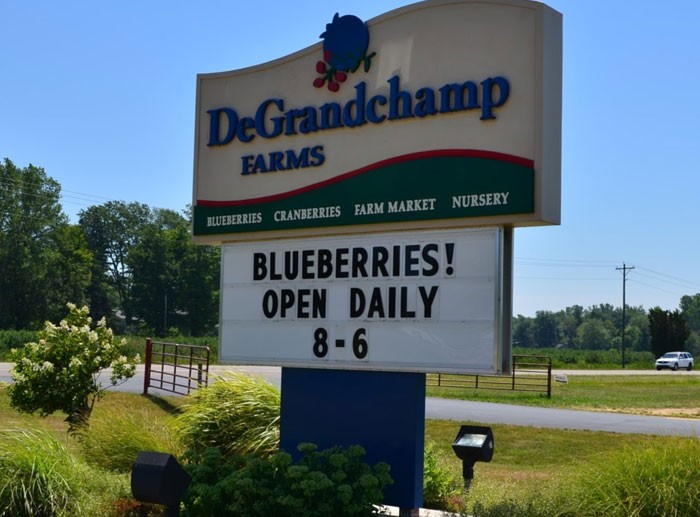 DeGrandchamp
FARMS
BLUEBERRIES CRANBERRIES FARM MARKET NURSERY
BLUEBERRIES!
OPEN DAILY
8-6